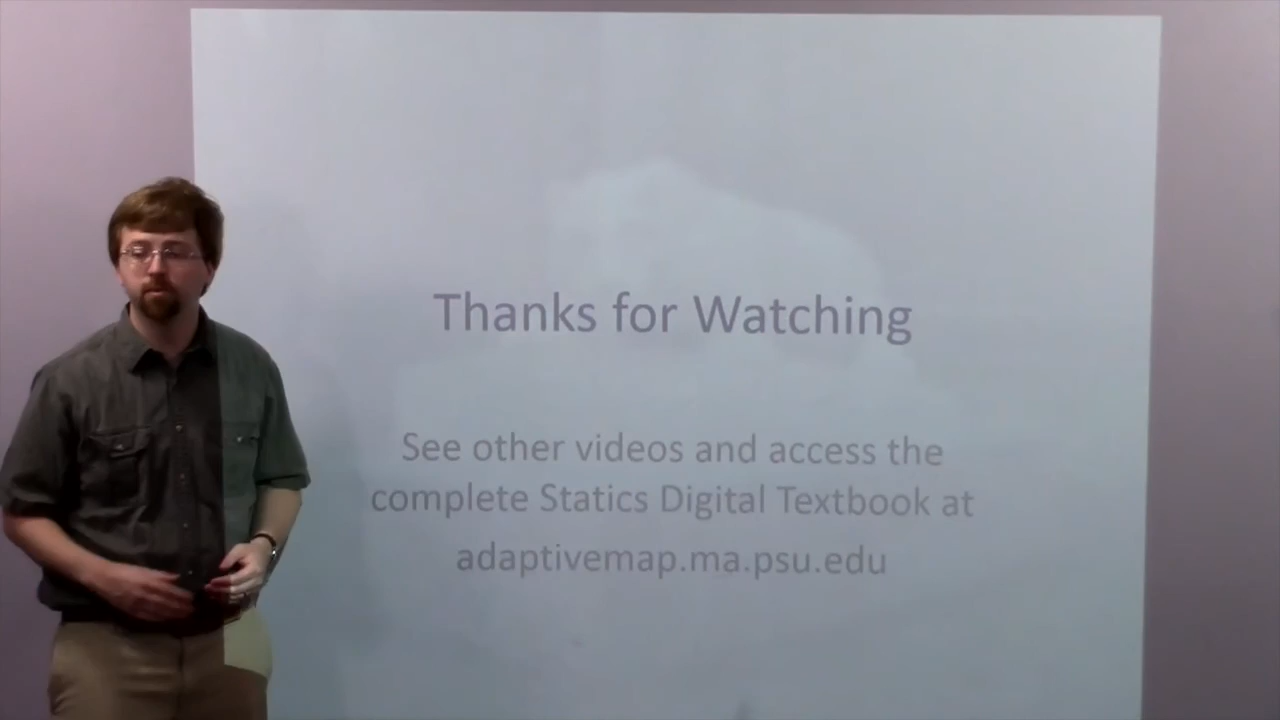 Thanks for Watching
See other videos and access the
complete Statics Digital Textbook at
adaptivemap.ma.psu.edu